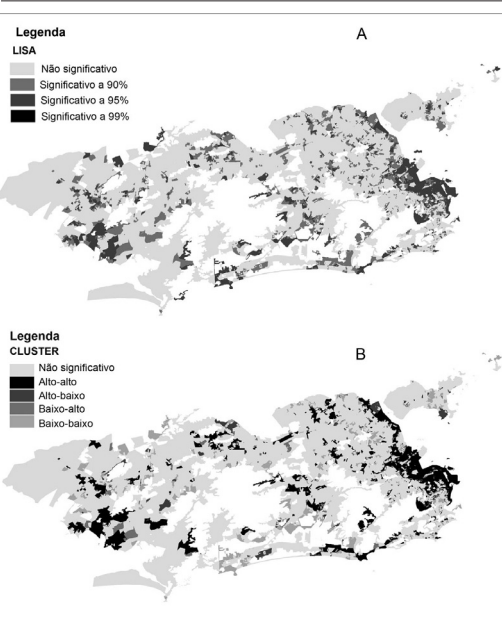 Legenda
A
LISA
Não significativo
Significativo a 90%
Significativo a 95%
Significativo a 99%
Legenda
B
CLUSTER
Não significativo
Alto-alto
Alto-baixo
Baixo-alto
Baixo-baixo